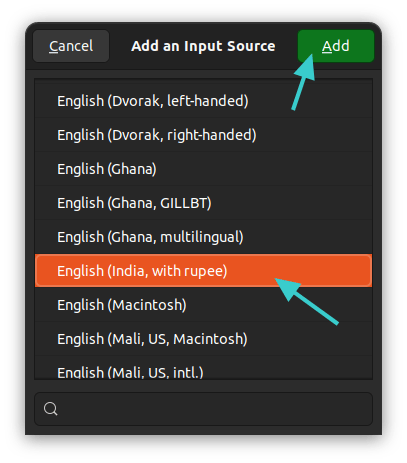 Cancel Add an Input Source Add
English (Dvorak, left-handed)
English (Dvorak, right-handed)
English (Ghana)
English (Ghana, GILLBT)
English (Ghana, multilingual)
English (India, with rupee)
English (Macintosh)
English (Mali, US, Macintosh)
English (Mali, US, intl.)